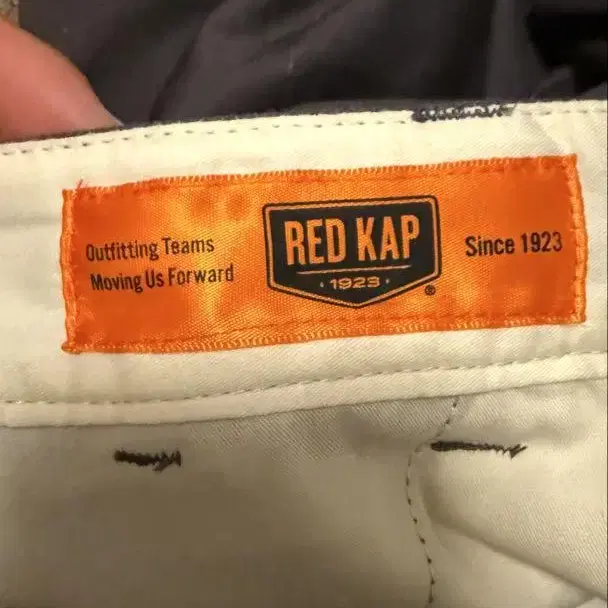 Outfitting Teams
Moving Us Forward
RED KAP
· 1923 ·
®
Since 1923